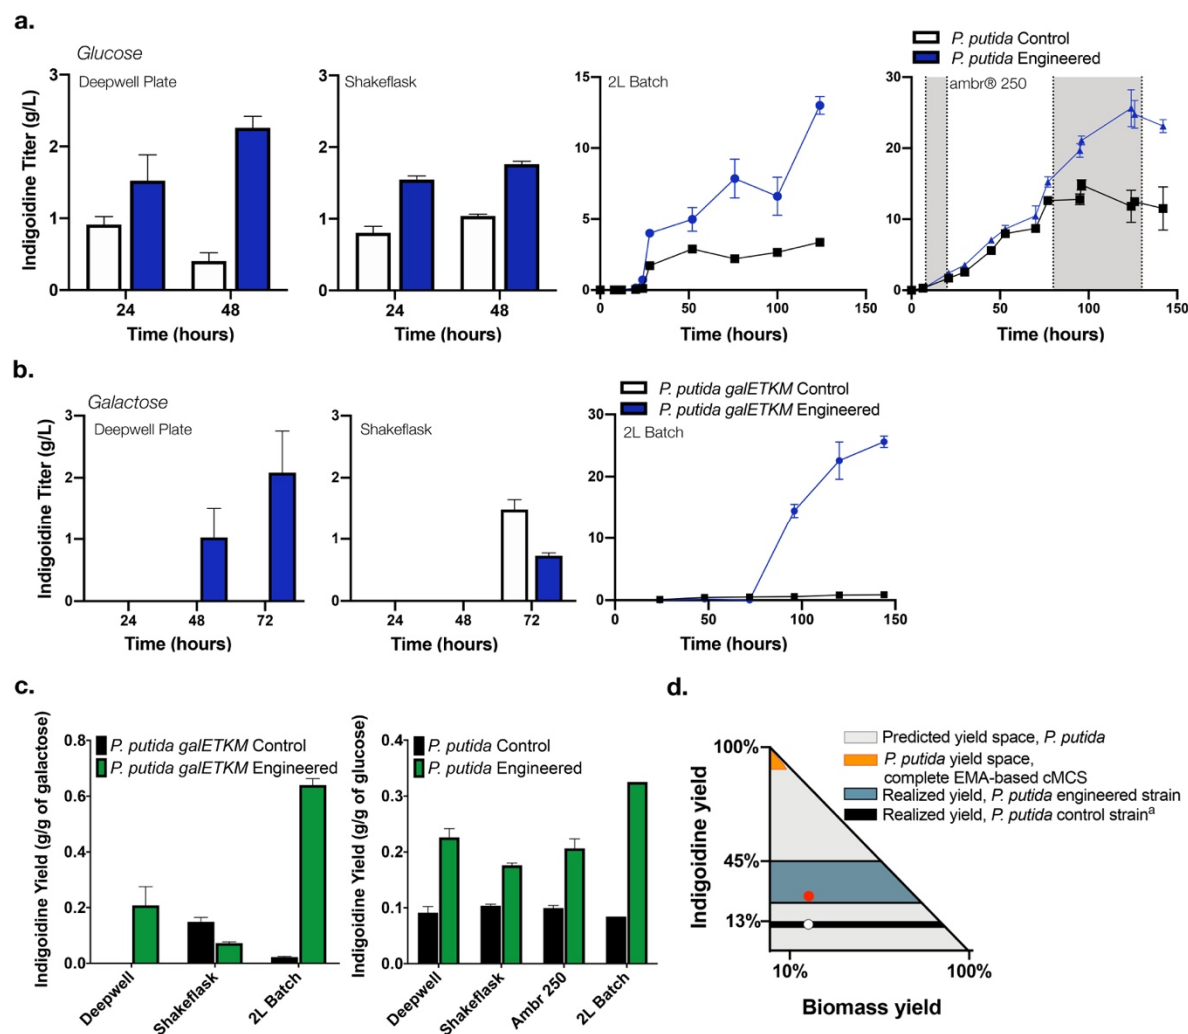 a.
Glucose
Deepwell Plate
Indigoidine Titer (g/L)
3
2
1
0
24
48
Time (hours)
Shakeflask
3
2
1
0
24
48
Time (hours)
2L Batch
15
10
5
0
0
50
100
150
Time (hours)
P. putida Control
P. putida Engineered
ambr® 250
30
20
10
0
0
50
100
150
Time (hours)
b.
Galactose
Deepwell Plate
Indigoidine Titer (g/L)
3
2
1
0
24
48
72
Time (hours)
Shakeflask
3
2
1
0
24
48
72
Time (hours)
P. putida galETKM Control
P. putida galETKM Engineered
2L Batch
30
20
10
0
0
50
100
150
Time (hours)
c.
Indigoidine Yield (g/g of galactose)
0.8
0.6
0.4
0.2
0.0
P. putida galETKM Control
P. putida galETKM Engineered
Deepwell
Shakeflask
2L Batch
Indigoidine Yield (g/g of glucose)
0.4
0.3
0.2
0.1
0.0
P. putida Control
P. putida Engineered
Deepwell
Shakeflask
Ambr 250
2L Batch
d.
Predicted yield space, P. putida
P. putida yield space,
complete EMA-based cMCS
Realized yield, P. putida engineered strain
Realized yield, P. putida control strainᵃ
Indigoidine yield
100%
45%
13%
10%
100%
Biomass yield